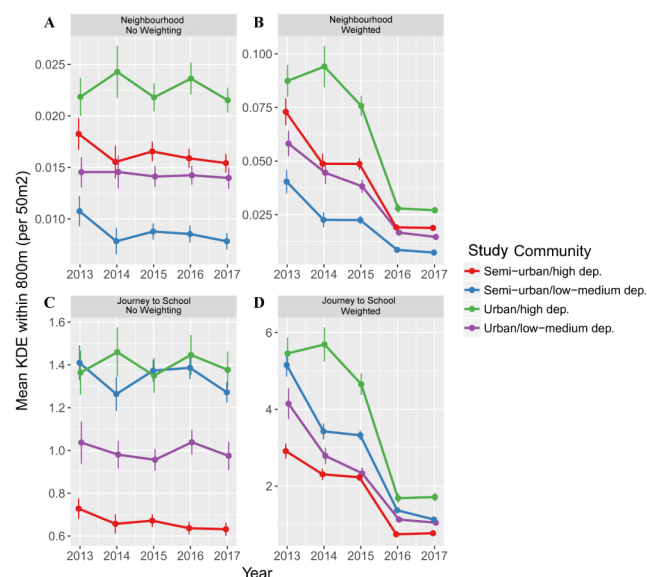 A
Neighbourhood
No Weighting
B
Neighbourhood
Weighted
0.025
0.020
0.015
0.010
0.100
0.075
0.050
0.025
2013 2014 2015 2016 2017
2013 2014 2015 2016 2017
Mean KDE within 800m (per 50m2)
C
Journey to School
No Weighting
D
Journey to School
Weighted
1.6
1.4
1.2
1.0
0.8
0.6
6
4
2
2013 2014 2015 2016 2017
2013 2014 2015 2016 2017
Year
Study Community
Semi-urban/high dep.
Semi-urban/low-medium dep.
Urban/high dep.
Urban/low-medium dep.